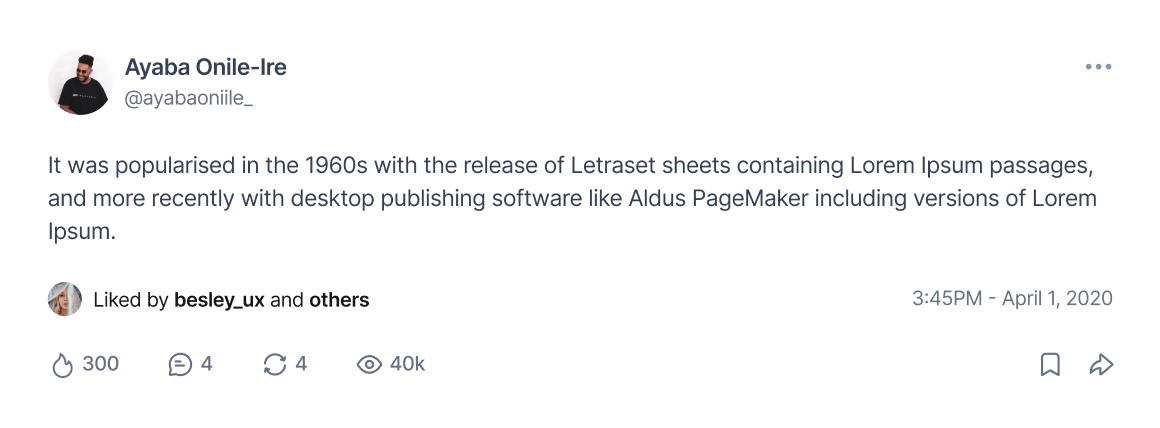 Ayaba Onile-Ire
@ayabaoniile_
It was popularised in the 1960s with the release of Letraset sheets containing Lorem Ipsum passages,
and more recently with desktop publishing software like Aldus PageMaker including versions of Lorem
Ipsum.
Liked by besley_ux and others
3:45PM - April 1, 2020
300 4 4 40k